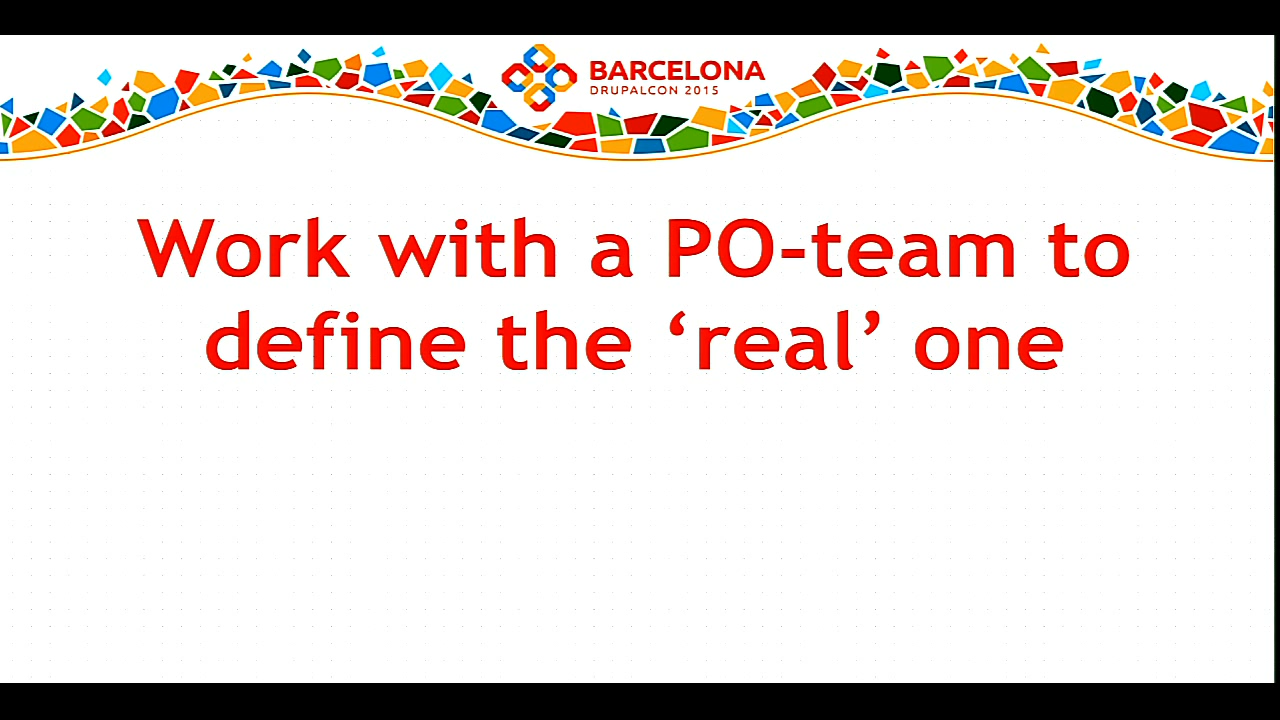 BARCELONA
DRUPALCON 2015
Work with a PO-team to
define the ‘real’ one